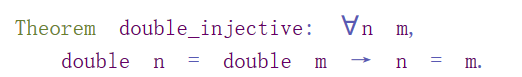 Theorem double_injective: ∀n m,
double n = double m → n = m.